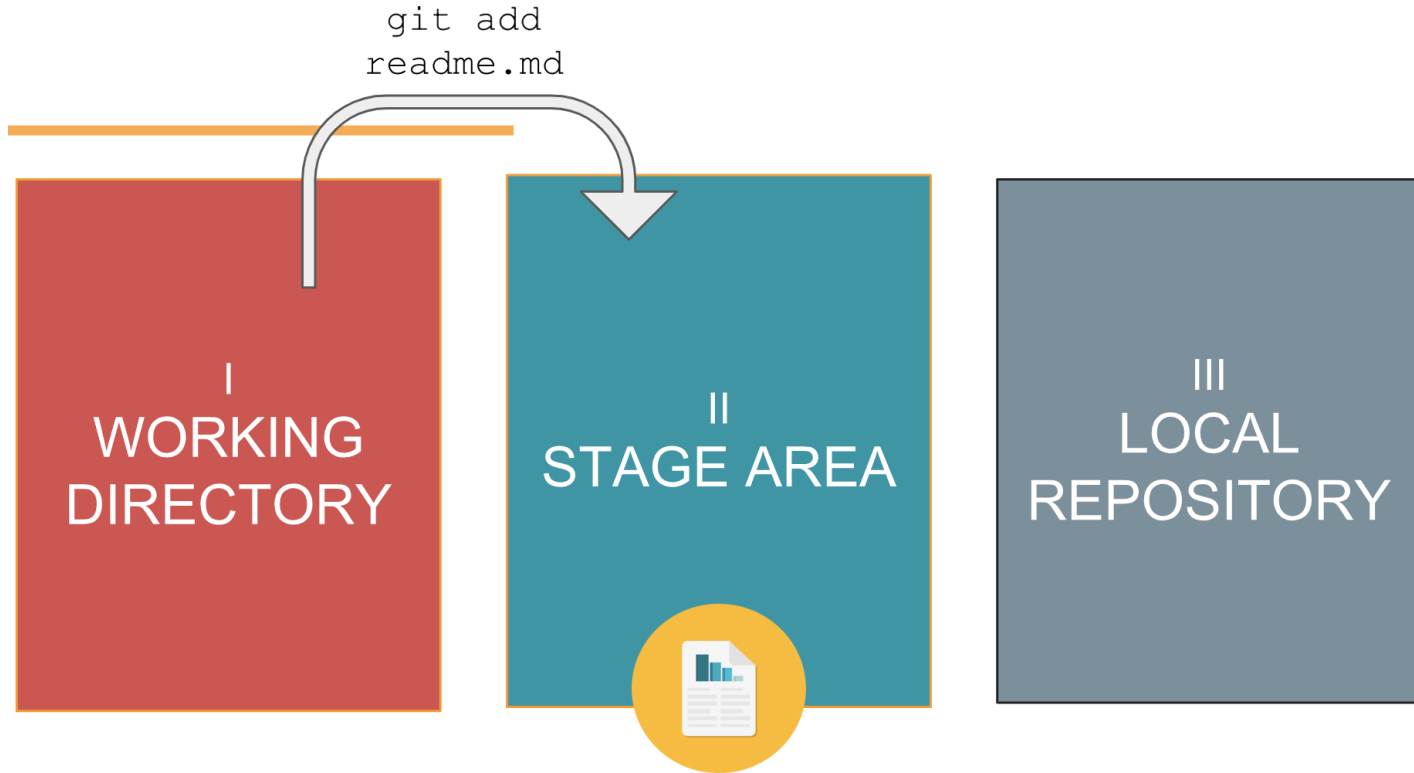 git add
readme.md
I
WORKING
DIRECTORY
II
STAGE AREA
III
LOCAL
REPOSITORY